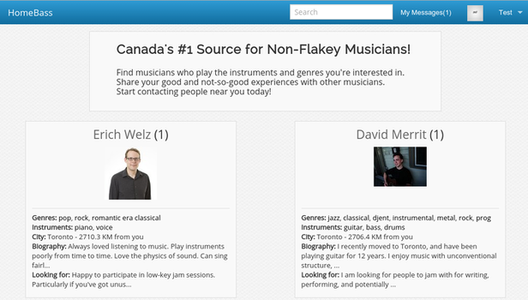 HomeBass Search My Messages(1) Test
Canada's #1 Source for Non-Flakey Musicians!
Find musicians who play the instruments and genres you're interested in.
Share your good and not-so-good experiences with other musicians.
Start contacting people near you today!
Erich Welz (1)
Genres: pop, rock, romantic era classical
Instruments: piano, voice
City: Toronto - 2710.3 KM from you
Biography: Always loved listening to music. Play instruments
poorly from time to time. Love the physics of sound. Can sing
fairl...
Looking for: Happy to participate in low-key jam sessions.
Particularly if you've got unus...
David Merrit (1)
Genres: jazz, classical, djent, instrumental, metal, rock, prog
Instruments: guitar, bass, drums
City: Toronto - 2706.4 KM from you
Biography: I recently moved to Toronto, and have been
playing guitar for 12 years. I enjoy music with unconventional
structure, ...
Looking for: I am looking for people to jam with for writing,
performing, and potentially ...